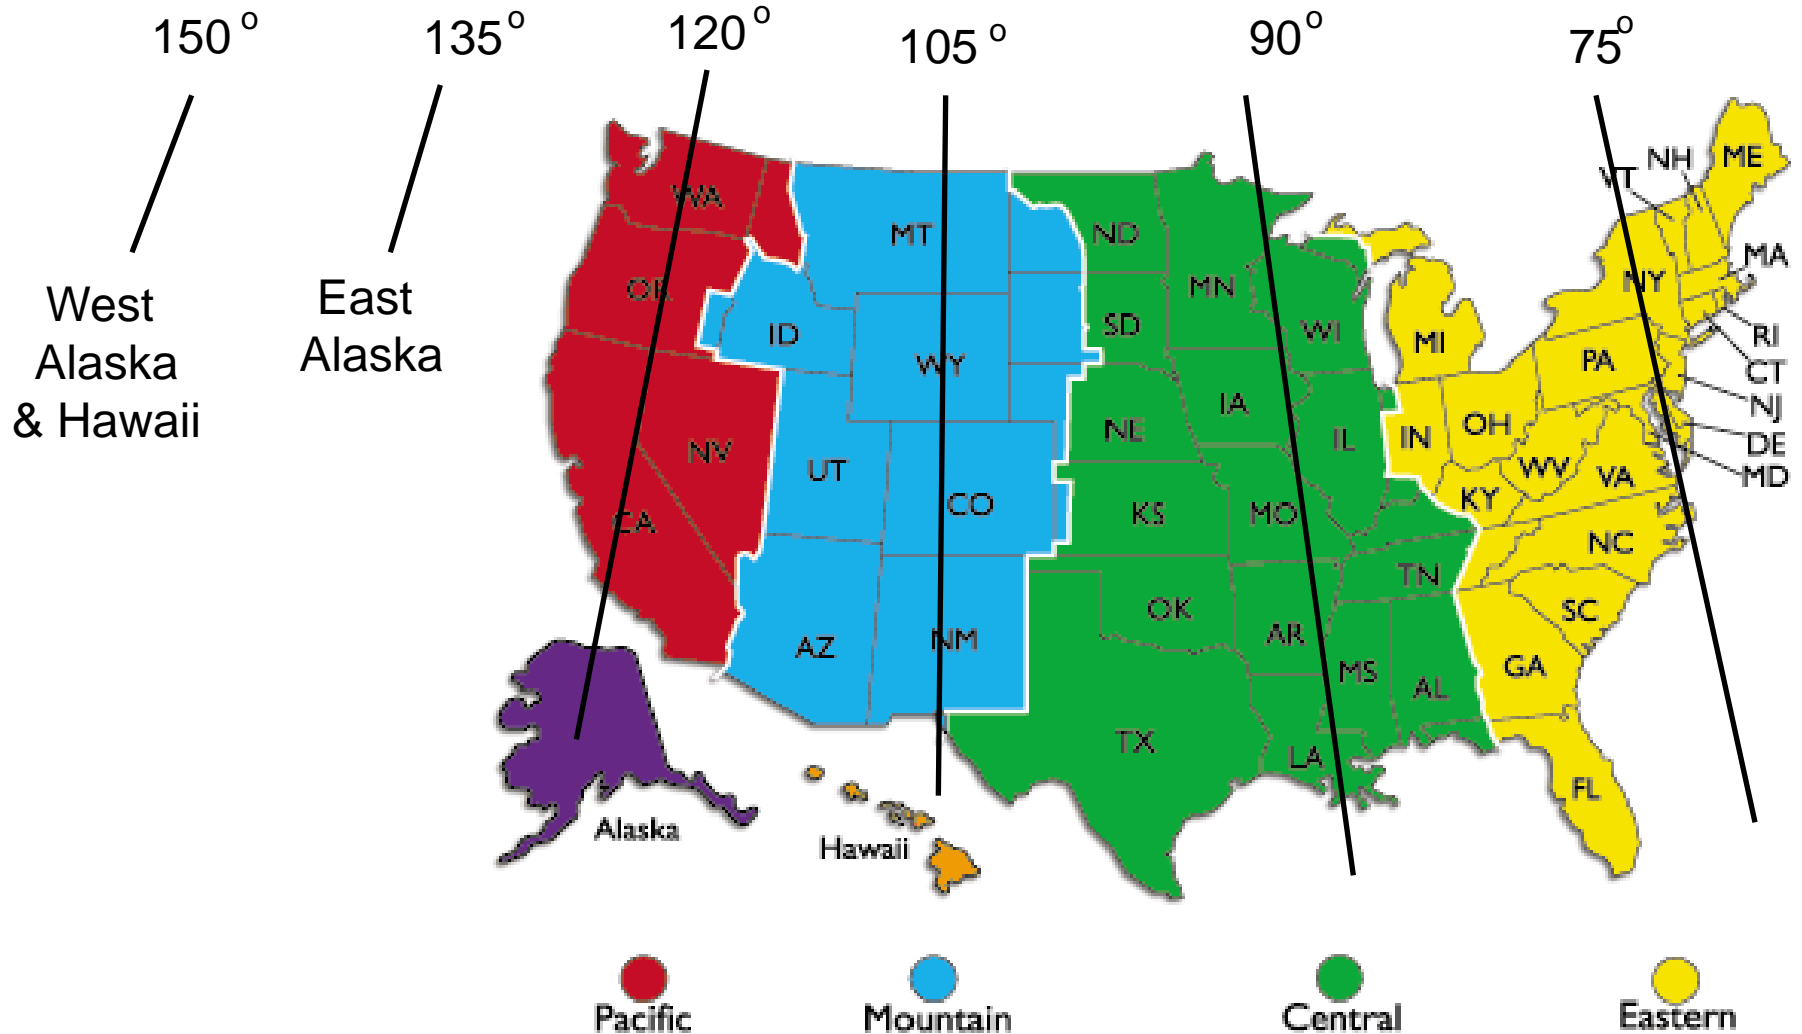 150 o
135 o
120 o
105 o
90 o
75 o
West
Alaska
& Hawaii
East
Alaska
WA
OR
CA
NV
ID
MT
WY
UT
CO
AZ
NM
ND
SD
NE
KS
OK
TX
MN
IA
MO
AR
LA
WI
IL
MS
AL
TN
MI
IN
OH
KY
WV
VA
NC
SC
GA
FL
PA
NY
VT
NH
ME
MA
RI
CT
NJ
DE
MD
Alaska
Hawaii
Pacific
Mountain
Central
Eastern